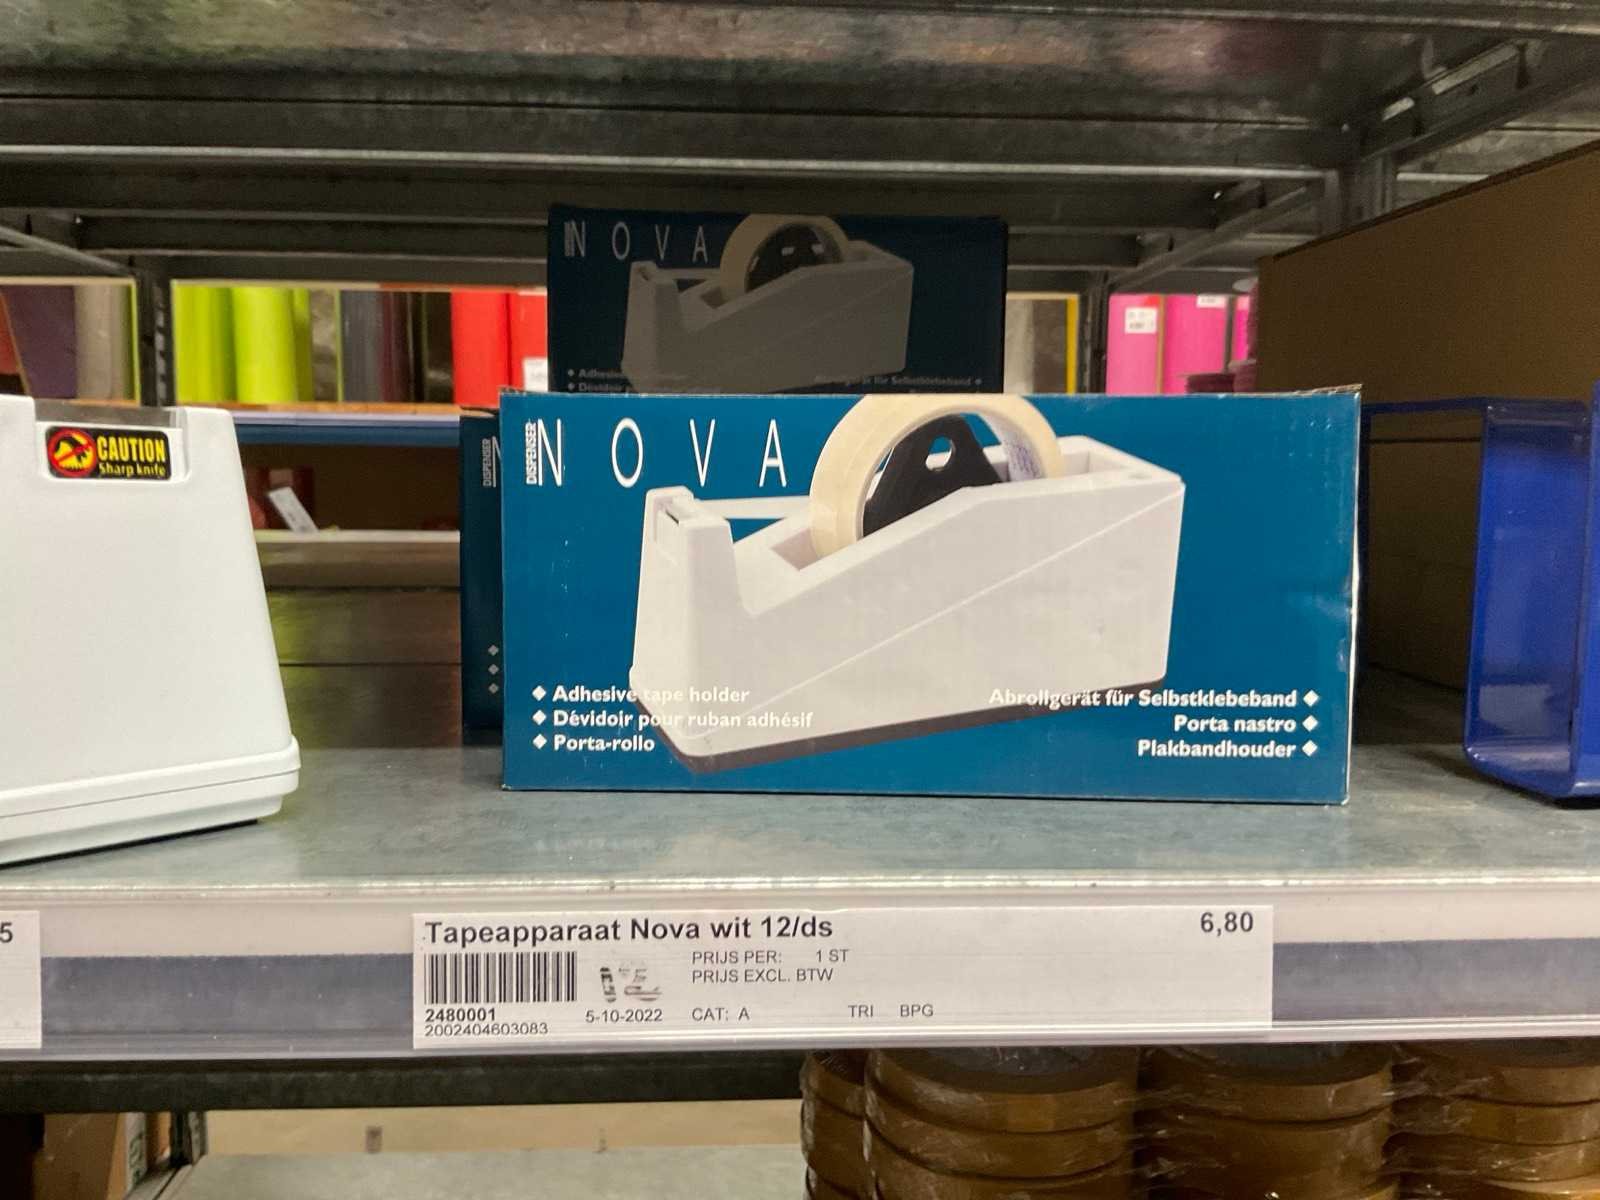 NOVA
CAUTION
Sharp knife
DISPENSER
DISPENSER
NOVA
◆ Adhesive tape holder
◆ Dévidoir pour ruban adhésif
◆ Porta-rollo
Abrollgerät für Selbstklebeband ◆
Porta nastro ◆
Plakbandhouder ◆
5
Tapeapparaat Nova wit 12/ds
6,80
PRIJS PER: 1 ST
PRIJS EXCL. BTW
2480001
5-10-2022
CAT: A
TRI
BPG
2002404603083